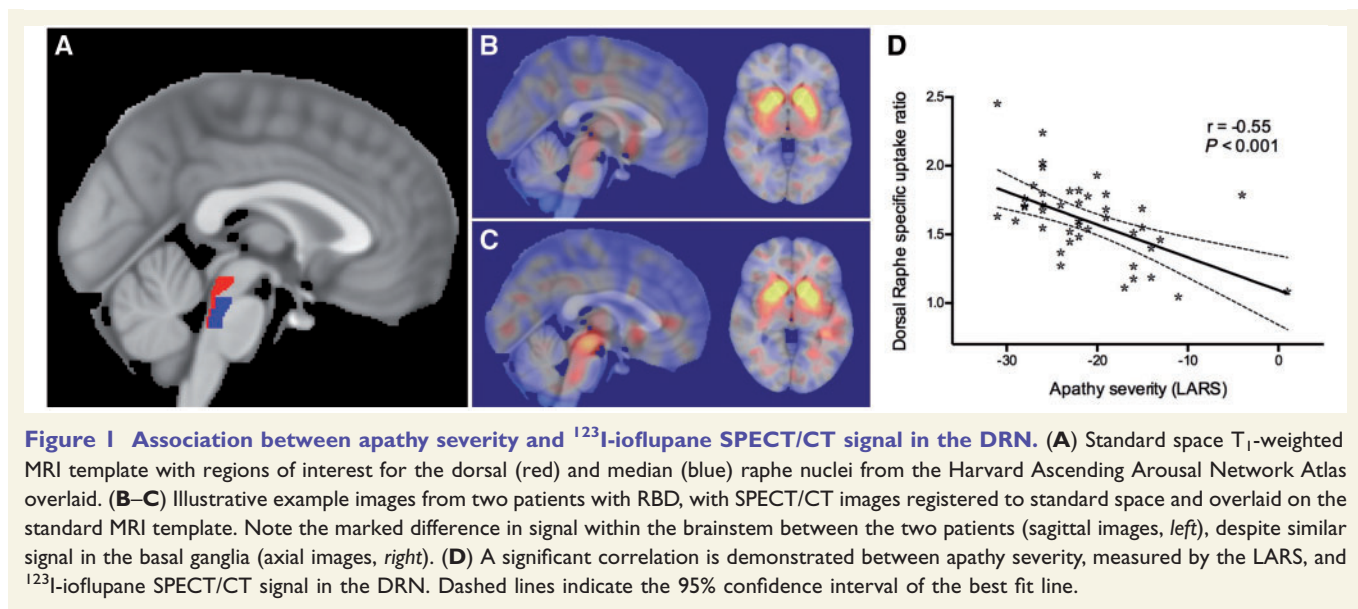 A
B
C
D
Dorsal Raphe specific uptake ratio
2.5
2.0
1.5
1.0
r = -0.55
P < 0.001
-30
-20
-10
0
Apathy severity (LARS)
Figure 1 Association between apathy severity and ¹²³I-ioflupane SPECT/CT signal in the DRN. (A) Standard space T₁-weighted
MRI template with regions of interest for the dorsal (red) and median (blue) raphe nuclei from the Harvard Ascending Arousal Network Atlas
overlaid. (B–C) Illustrative example images from two patients with RBD, with SPECT/CT images registered to standard space and overlaid on the
standard MRI template. Note the marked difference in signal within the brainstem between the two patients (sagittal images, left), despite similar
signal in the basal ganglia (axial images, right). (D) A significant correlation is demonstrated between apathy severity, measured by the LARS, and
¹²³I-ioflupane SPECT/CT signal in the DRN. Dashed lines indicate the 95% confidence interval of the best fit line.